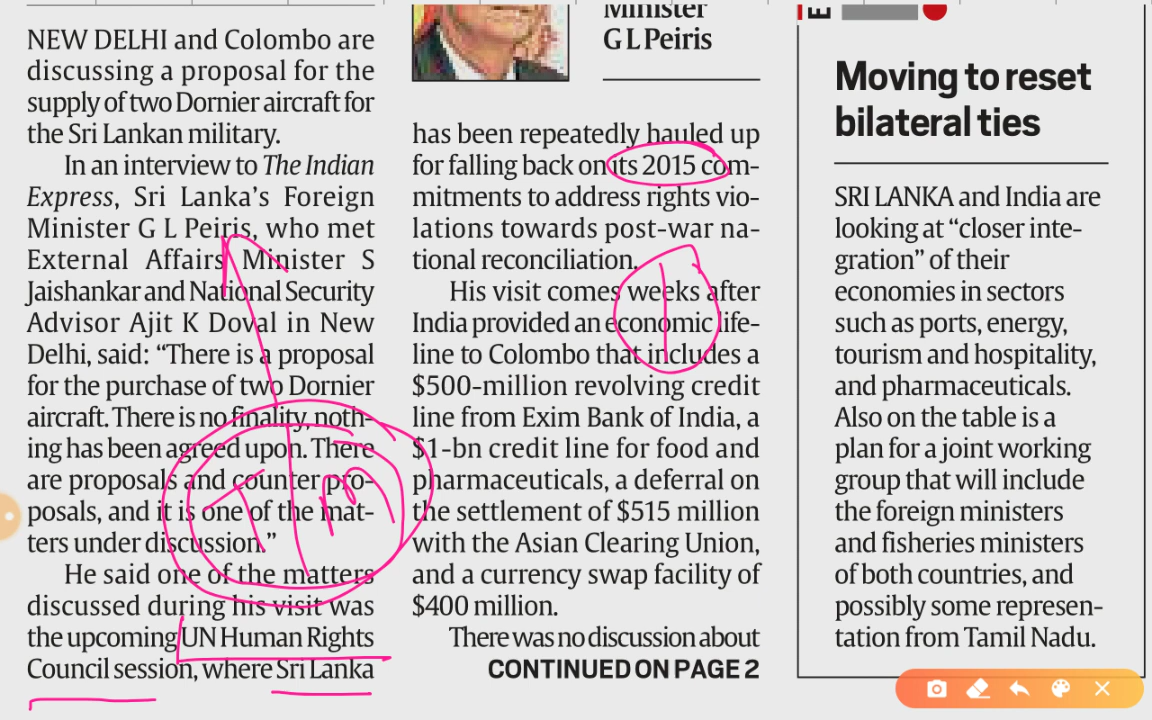 NEW DELHI and Colombo are
discussing a proposal for the
supply of two Dornier aircraft for
the Sri Lankan military.
In an interview to The Indian
Express, Sri Lanka's Foreign
Minister G L Peiris, who met
External Affairs Minister S
Jaishankar and National Security
Advisor Ajit K Doval in New
Delhi, said: “There is a proposal
for the purchase of two Dornier
aircraft. There is no finality, noth-
ing has been agreed upon. There
are proposals and counter pro-
posals, and it is one of the mat-
ters under discussion.”
He said one of the matters
discussed during his visit was
the upcoming UN Human Rights
Council session, where Sri Lanka
Minister
G L Peiris
has been repeatedly hauled up
for falling back on its 2015 com-
mitments to address rights vio-
lations towards post-war na-
tional reconciliation.
His visit comes weeks after
India provided an economic life-
line to Colombo that includes a
$500-million revolving credit
line from Exim Bank of India, a
$1-bn credit line for food and
pharmaceuticals, a deferral on
the settlement of $515 million
with the Asian Clearing Union,
and a currency swap facility of
$400 million.
There was no discussion about
CONTINUED ON PAGE 2
E
Moving to reset
bilateral ties
SRI LANKA and India are
looking at “closer inte-
gration” of their
economies in sectors
such as ports, energy,
tourism and hospitality,
and pharmaceuticals.
Also on the table is a
plan for a joint working
group that will include
the foreign ministers
and fisheries ministers
of both countries, and
possibly some represen-
tation from Tamil Nadu.